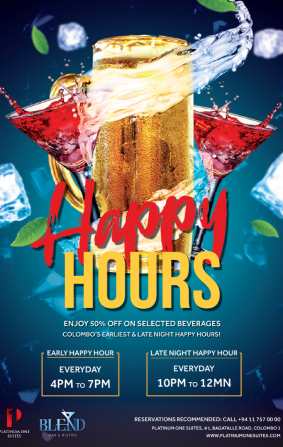 Happy
HOURS
ENJOY 50% OFF ON SELECTED BEVERAGES
COLOMBO'S EARLIEST & LATE NIGHT HAPPY HOURS!
EARLY HAPPY HOUR
EVERYDAY
4PM TO 7PM
LATE NIGHT HAPPY HOUR
EVERYDAY
10PM TO 12MN
PLATINUM ONE
SUITES
BLEND
BAR & BISTRO
RESERVATIONS RECOMMENDED: CALL +94 11 757 00 00
PLATINUM ONE SUITES, #1, BAGATALLE ROAD, COLOMBO 3
WWW.PLATINUMONESUITES.COM